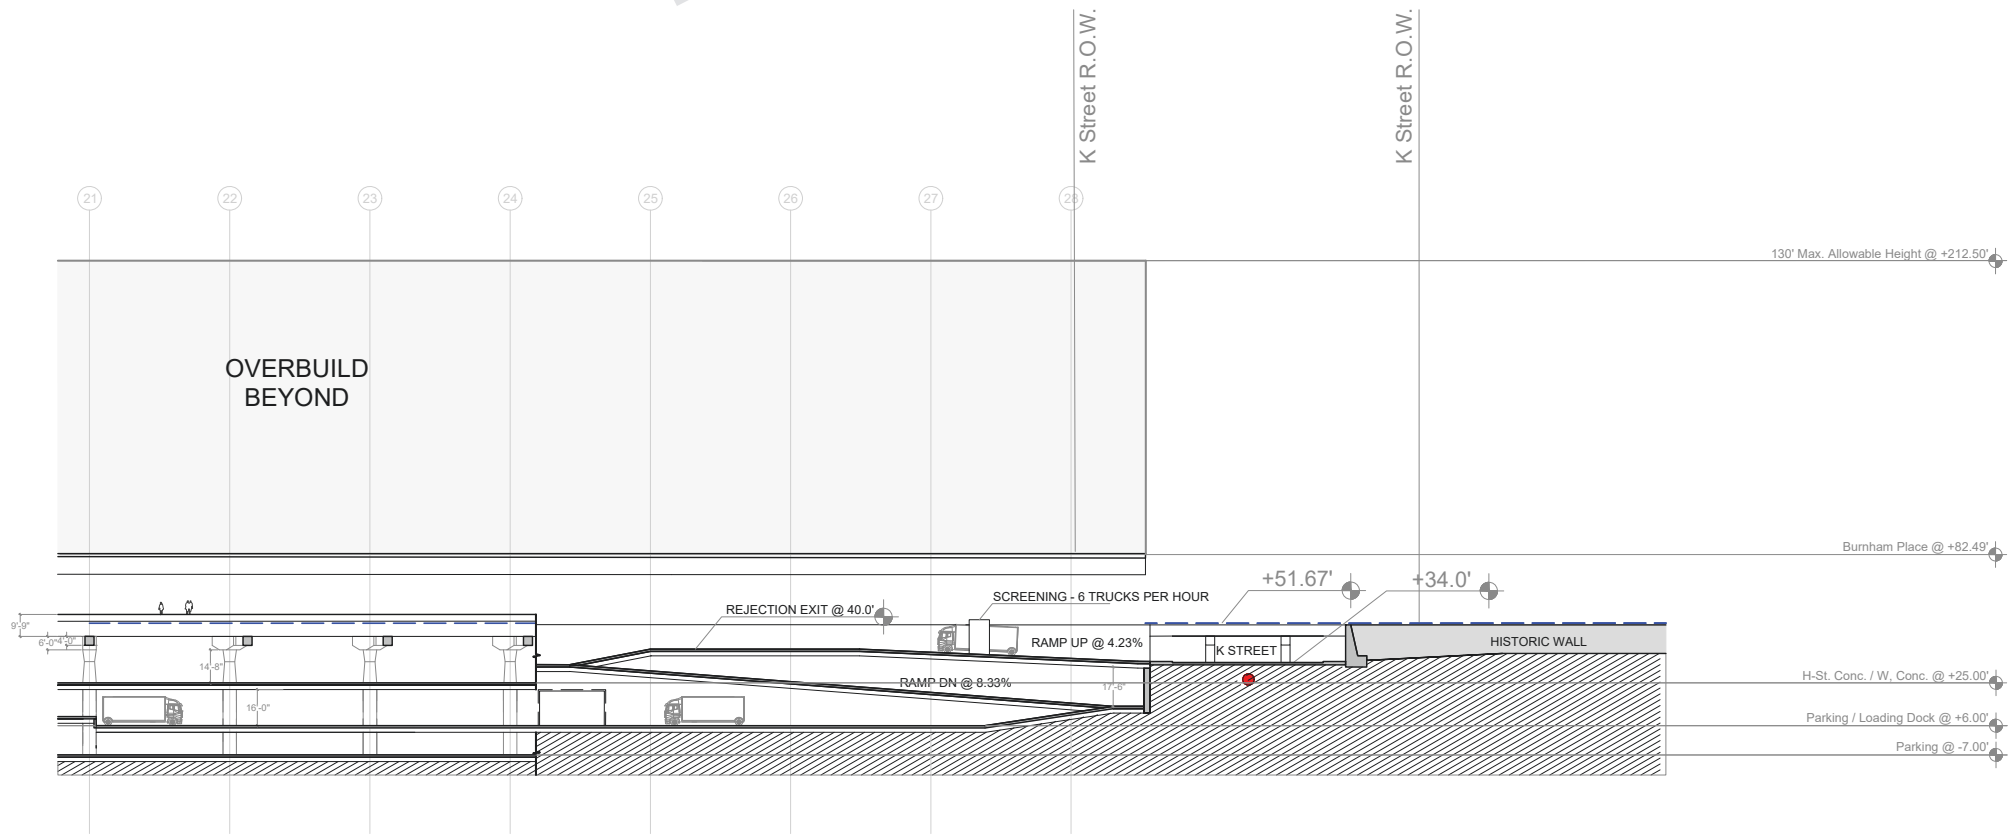 K Street R.O.W.
K Street R.O.W.
21
22
23
24
25
26
27
28
130' Max. Allowable Height @ +212.50'
OVERBUILD
BEYOND
Burnham Place @ +82.49'
+51.67'
+34.0'
SCREENING - 6 TRUCKS PER HOUR
REJECTION EXIT @ 40.0'
9'-9"
6'-0"
4'-0"
RAMP UP @ 4.23%
K STREET
HISTORIC WALL
14'-8"
RAMP DN @ 8.33%
17'-6"
H-St. Conc. / W, Conc. @ +25.00'
16'-0"
Parking / Loading Dock @ +6.00'
Parking @ -7.00'